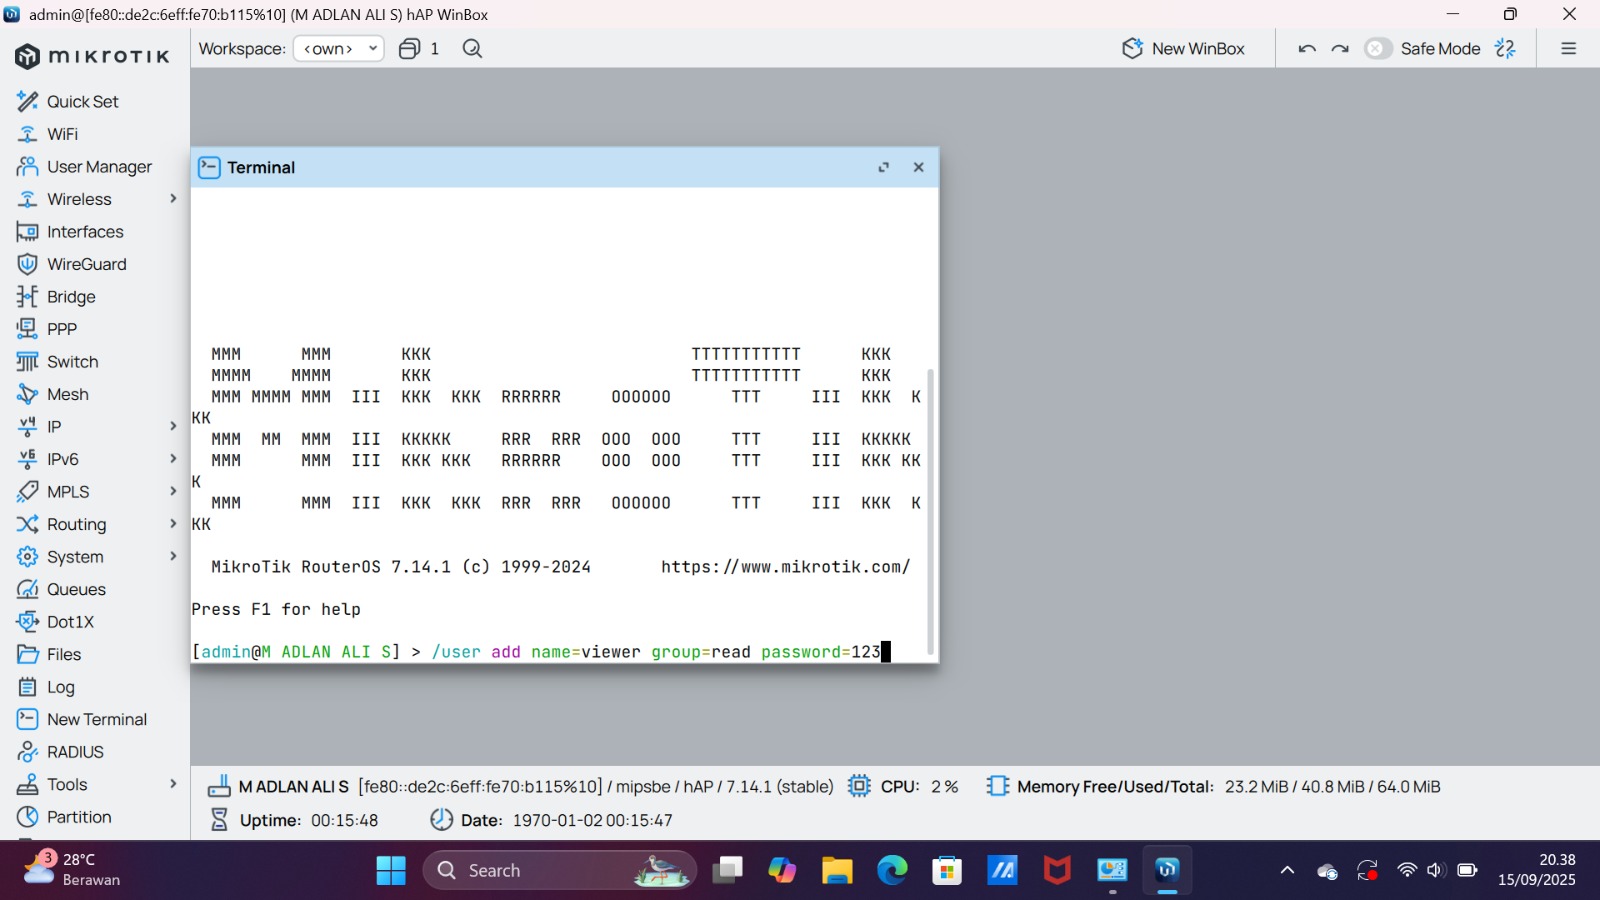 admin@[fe80::de2c:6eff:fe70:b115%10] (M ADLAN ALI S) hAP WinBox
MIKROTIK
Workspace: <own> 1
New WinBox
Safe Mode
Quick Set
WiFi
User Manager
Wireless
Interfaces
WireGuard
Bridge
PPP
Switch
Mesh
IP
IPv6
MPLS
Routing
System
Queues
Dot1X
Files
Log
New Terminal
RADIUS
Tools
Partition
Terminal
MMM      MMM       KKK                          TTTTTTTTTTT      KKK
MMMM    MMMM       KKK                          TTTTTTTTTTT      KKK
MMM MMMM MMM  III  KKK  KKK  RRRRRR     OOOOOO      TTT     III  KKK  K
KK
MMM  MM  MMM  III  KKKKK     RRR  RRR  OOO  OOO     TTT     III  KKKKK
MMM      MMM  III  KKK KKK   RRRRRR    OOO  OOO     TTT     III  KKK KK
K
MMM      MMM  III  KKK  KKK  RRR  RRR   OOOOOO      TTT     III  KKK  K
KK
MikroTik RouterOS 7.14.1 (c) 1999-2024       https://www.mikrotik.com/
Press F1 for help
[admin@M ADLAN ALI S] > /user add name=viewer group=read password=123
M ADLAN ALI S [fe80::de2c:6eff:fe70:b115%10] / mipsbe / hAP / 7.14.1 (stable) CPU: 2 % Memory Free/Used/Total: 23.2 MiB / 40.8 MiB / 64.0 MiB
Uptime: 00:15:48 Date: 1970-01-02 00:15:47
3
28°C
Berawan
Search
20.38
15/09/2025